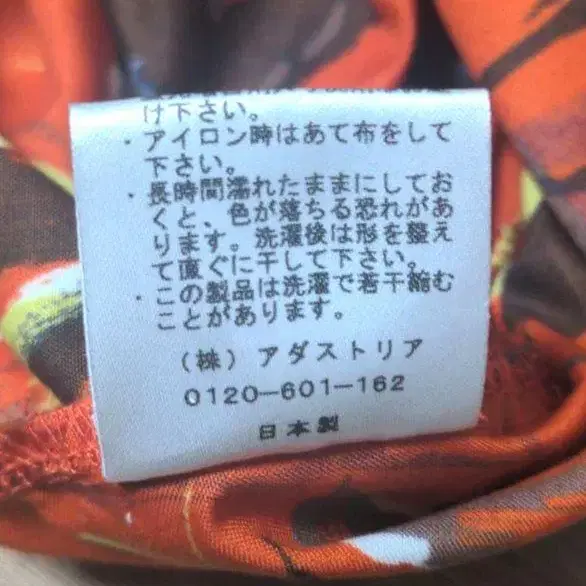 け下さい。
・アイロン時はあて布をして
下さい。
・長時間濡れたままにしてお
くと、色が落ちる恐れがあ
ります。洗濯後は形を整え
て直ぐに干して下さい。
・この製品は洗濯で若干縮む
ことがあります。
(株) アダストリア
0120-601-162
日本製